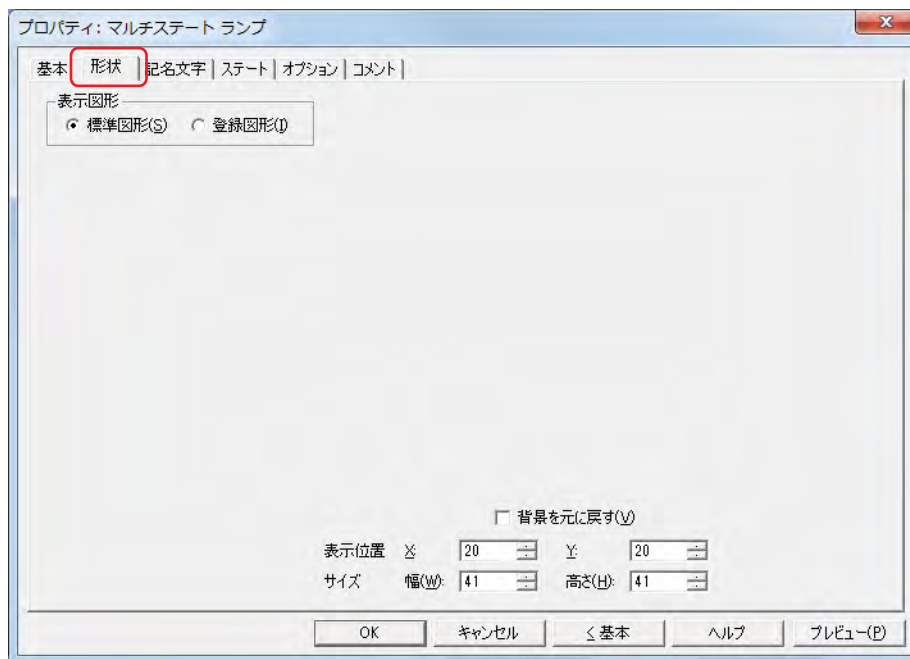 プロパティ: マルチステート ランプ
基本 形状 記名文字 ステート オプション コメント
表示図形
標準図形(S) 登録図形(I)
背景を元に戻す(V)
表示位置 X: 20 Y: 20
サイズ 幅(W): 41 高さ(H): 41
OK キャンセル <基本 ヘルプ プレビュー(P)